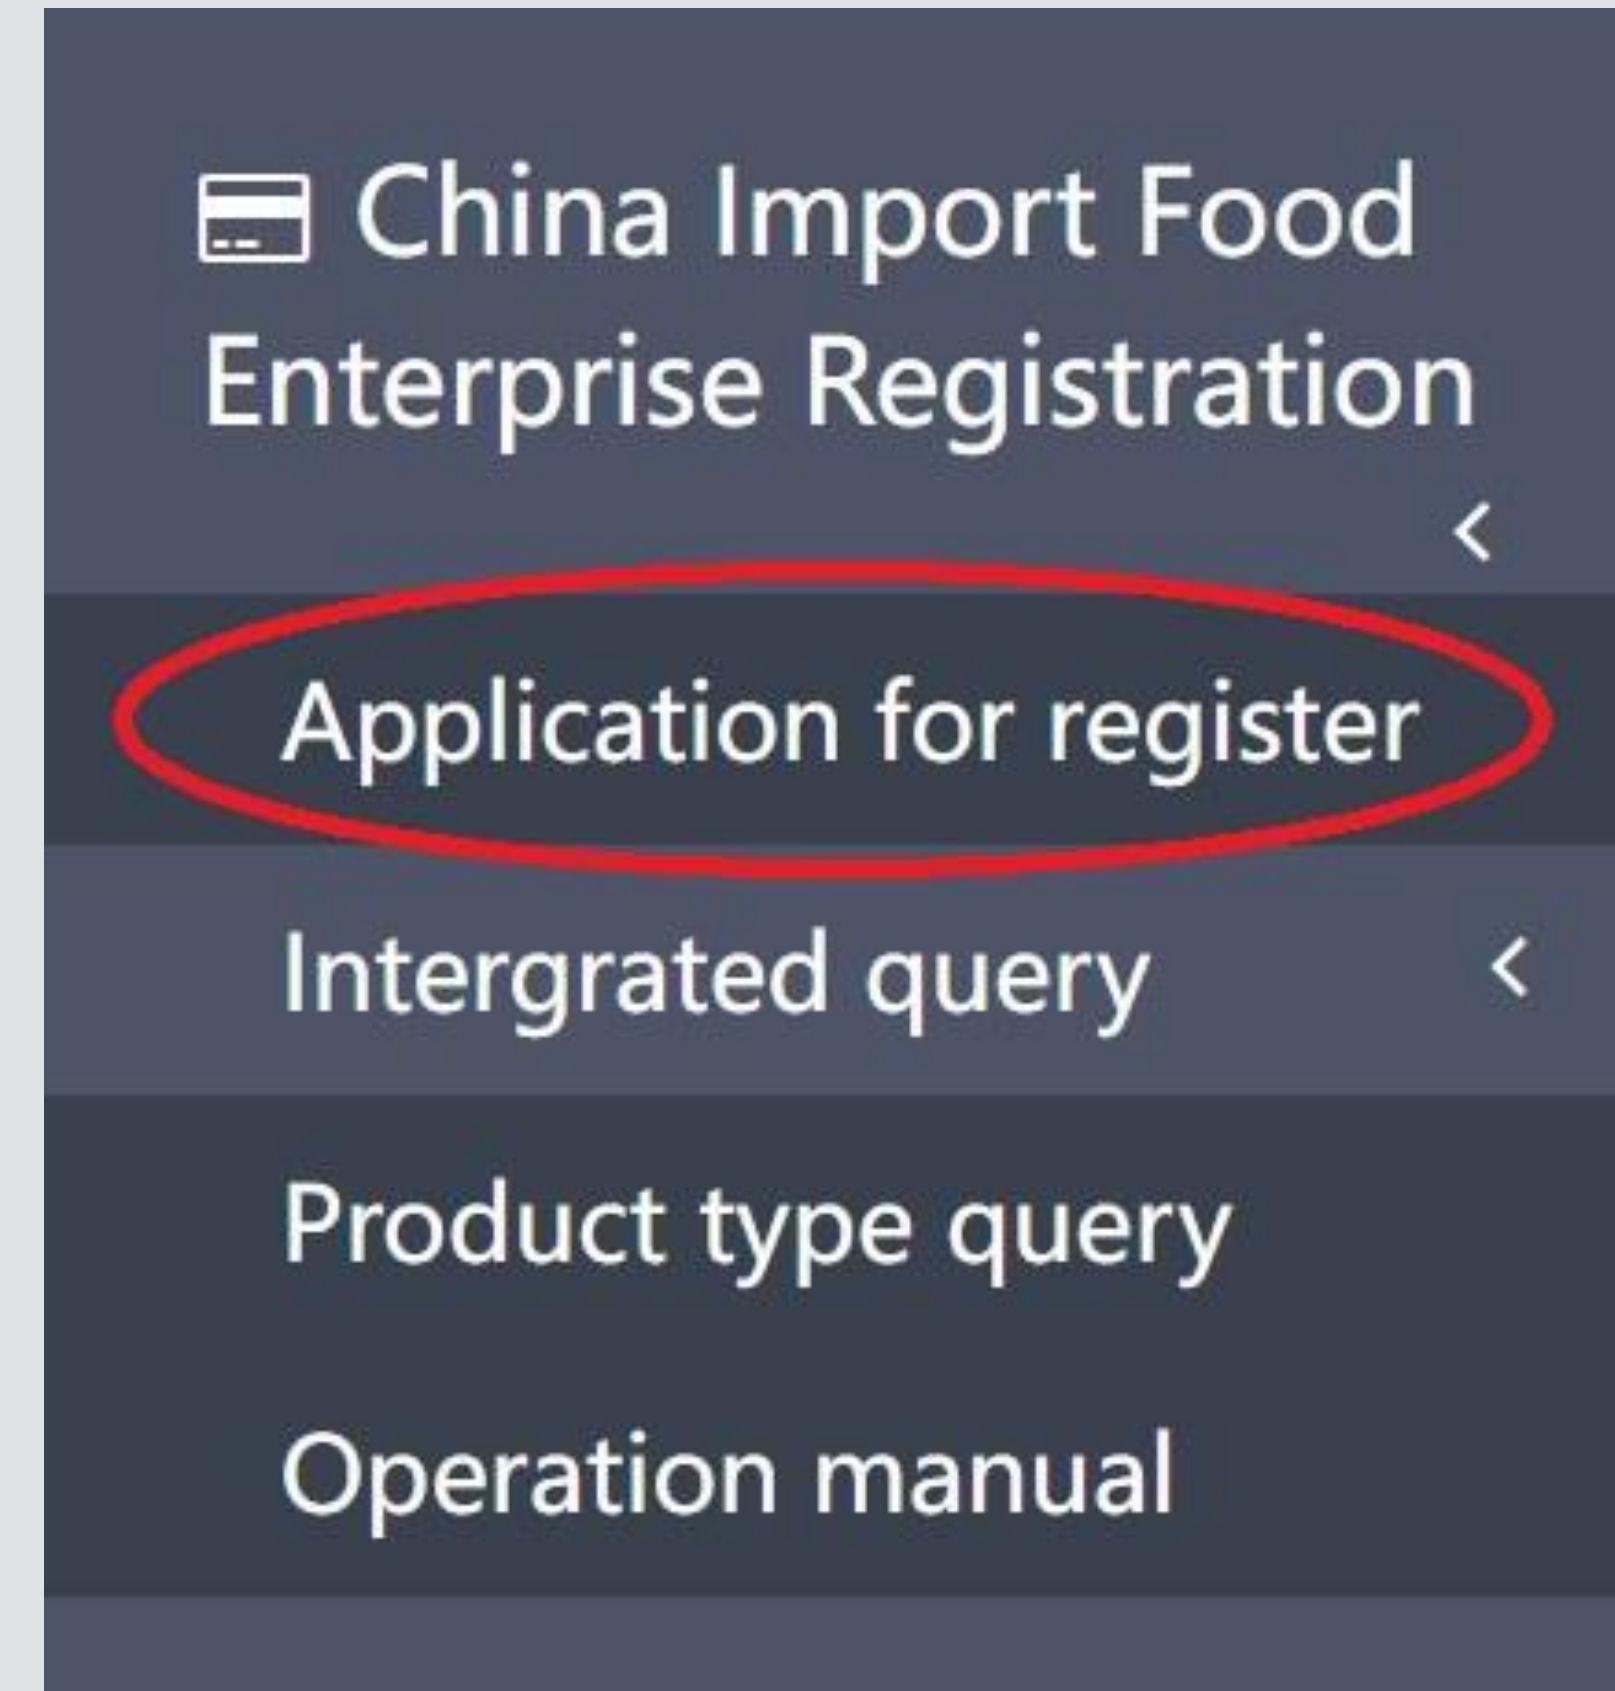 China Import Food
Enterprise Registration
Application for register
Intergrated query
Product type query
Operation manual